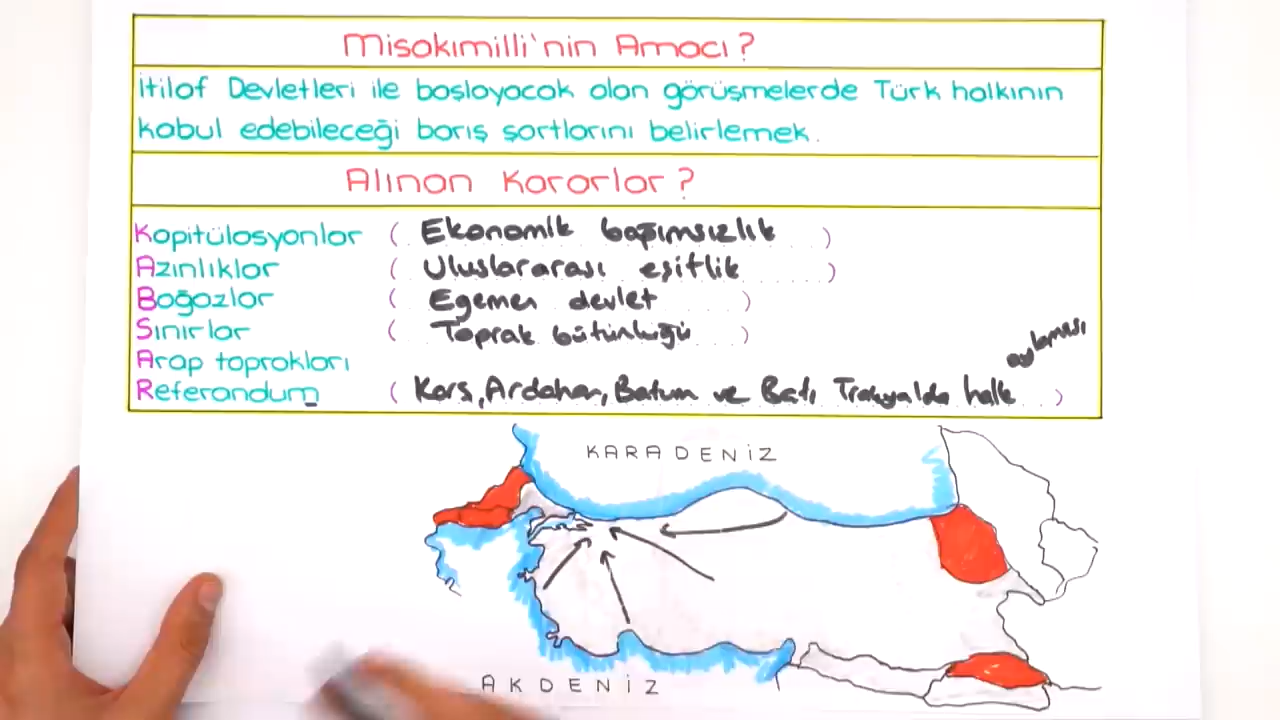 Misakımilli'nin Amacı?
İtilaf Devletleri ile başlayacak olan görüşmelerde Türk halkının
kabul edebileceği barış şartlarını belirlemek.
Alınan Kararlar?
Kapitülasyonlar ( Ekonomik bağımsızlık )
Azınlıklar ( Uluslararası eşitlik )
Boğazlar ( Egemen devlet )
Sınırlar ( Toprak bütünlüğü )
Arap toprakları
Referandum ( Kars, Ardahan, Batum ve Batı Trakya'da halk oylaması )
KARADENİZ
AKDENİZ